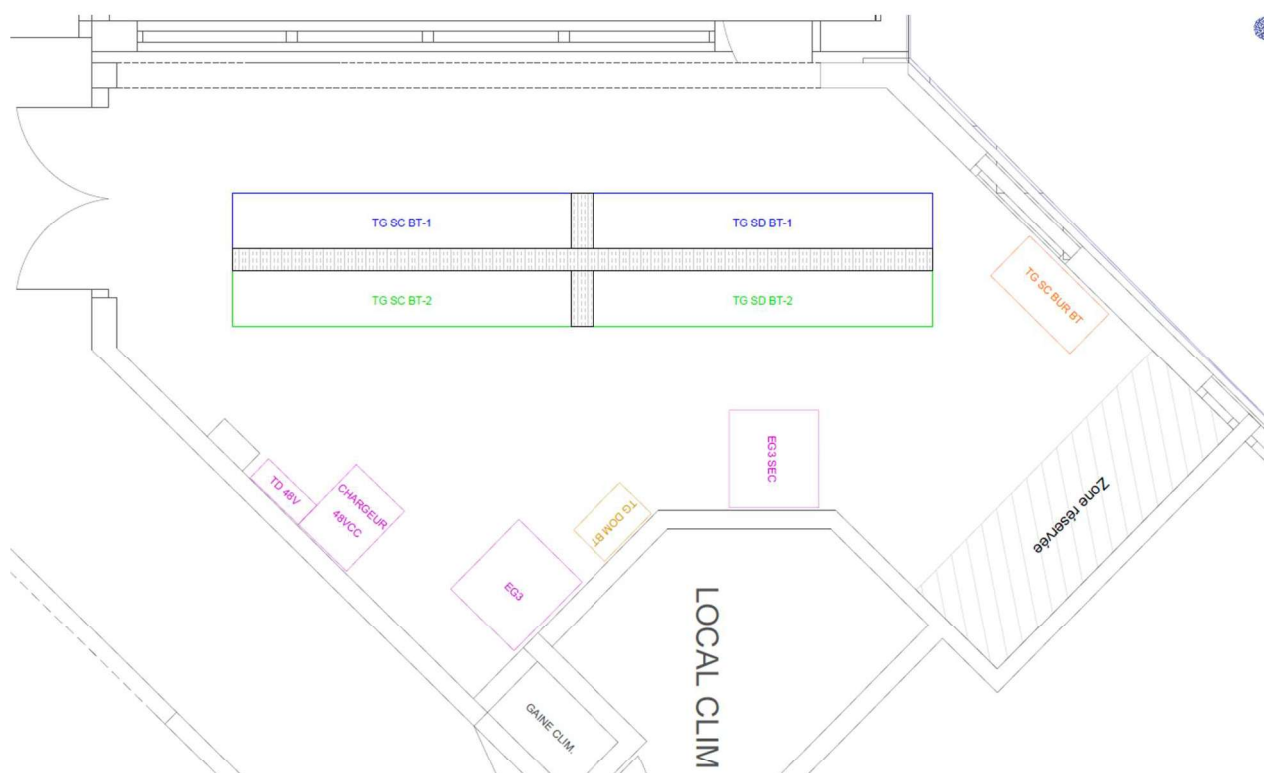 TG SC BT-1
TG SD BT-1
TG SC BT-2
TG SD BT-2
TG SC BUR BT
EG3 SEC
TD 48V
CHARGEUR
48VCC
TG DOM BT
EG3
Zone réservée
LOCAL CLIM
GAINE CLIM.